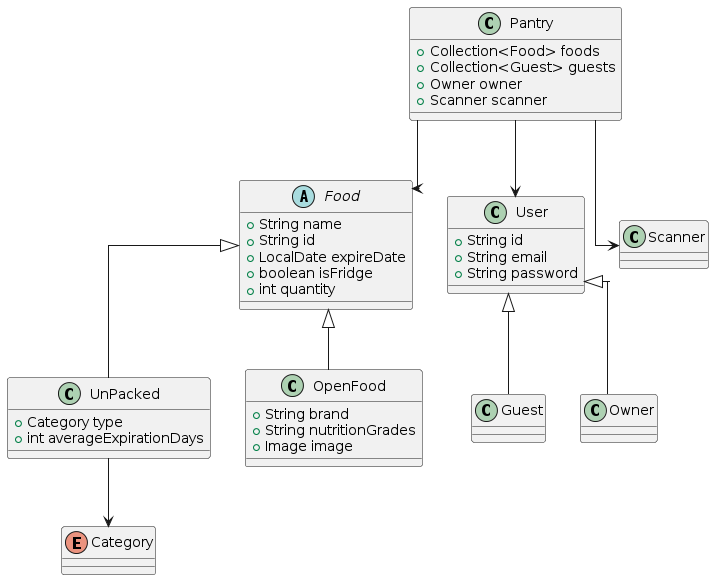 C Pantry
Collection<Food> foods
Collection<Guest> guests
Owner owner
Scanner scanner
A Food
String name
String id
LocalDate expireDate
boolean isFridge
int quantity
C User
String id
String email
String password
C Scanner
C UnPacked
Category type
int averageExpirationDays
C OpenFood
String brand
String nutritionGrades
Image image
C Guest
C Owner
E Category